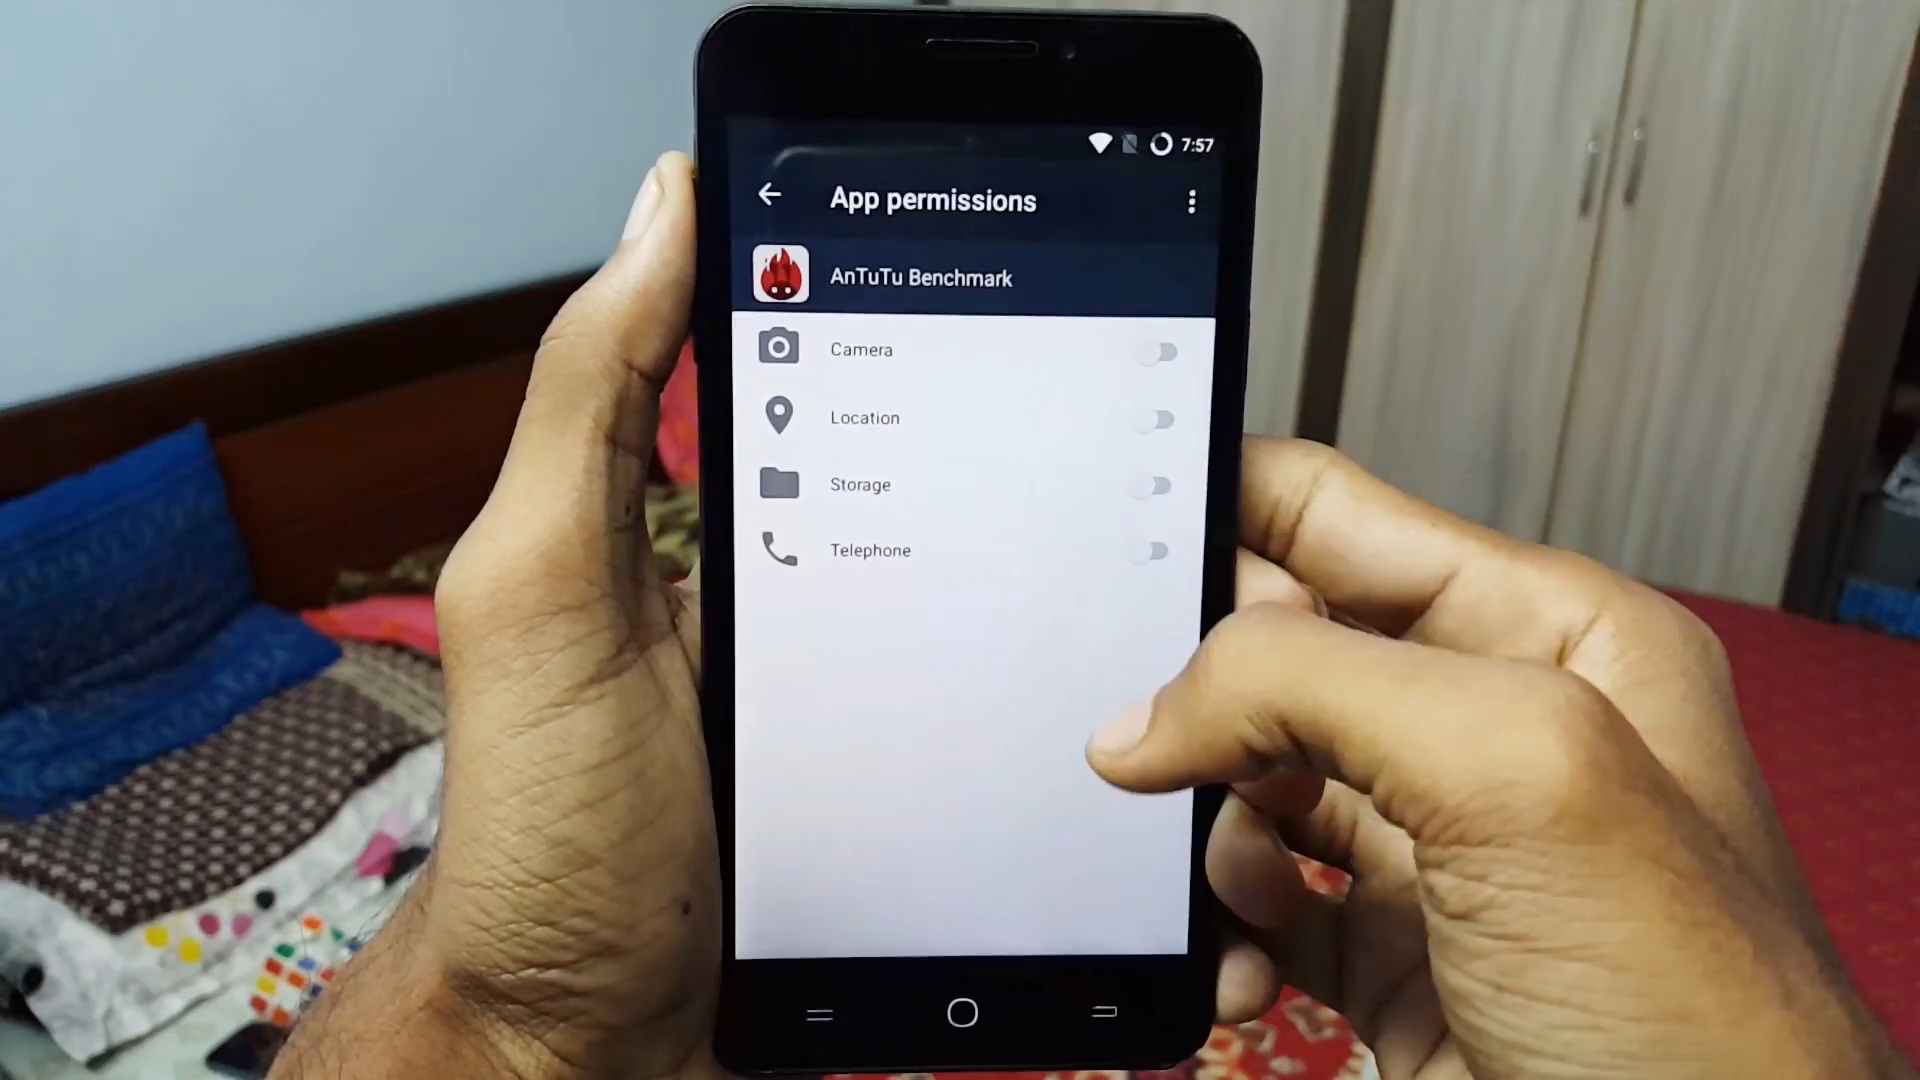 7:57
App permissions
AnTuTu Benchmark
Camera
Location
Storage
Telephone